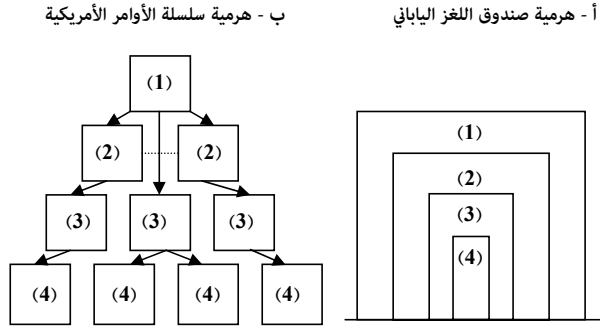 أ - هرمية صندوق اللغز الياباني
ب - هرمية سلسلة الأوامر الأمريكية
(1)
(2)
(3)
(4)
(1)
(2) (2)
(3) (3) (3)
(4) (4) (4) (4)